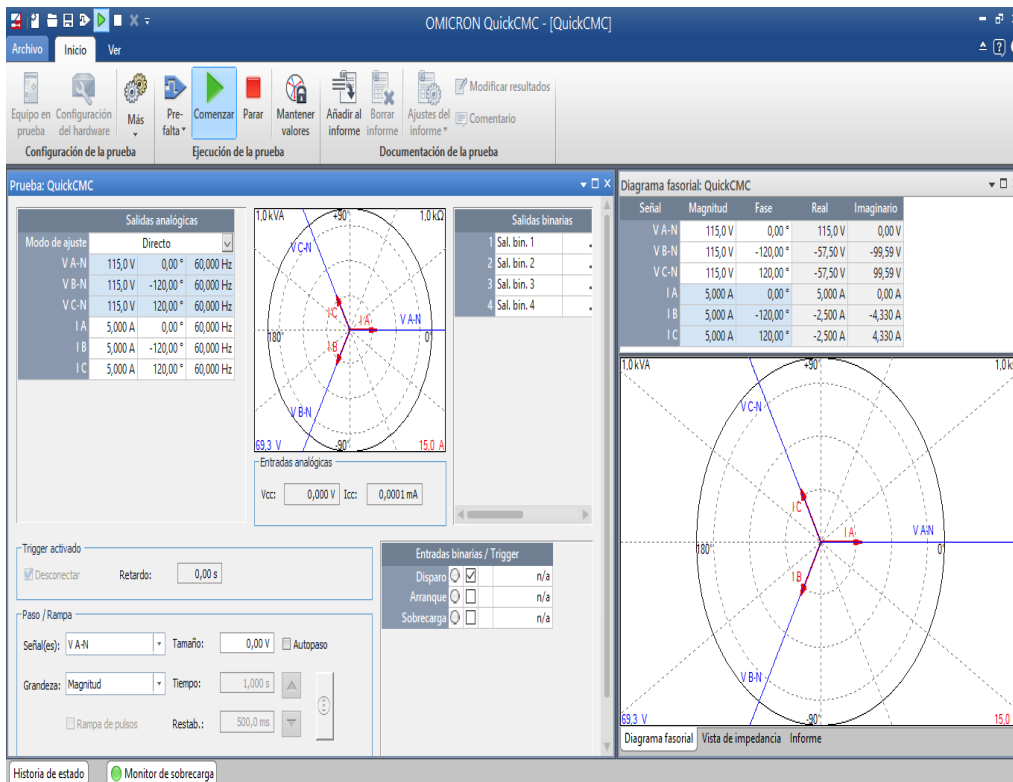 OMICRON QuickCMC - [QuickCMC]
Archivo Inicio Ver
Equipo en prueba
Configuración del hardware
Más
Pre-falta
Comenzar
Parar
Mantener valores
Añadir al informe
Borrar informe
Ajustes del informe
Modificar resultados
Comentario
Configuración de la prueba
Ejecución de la prueba
Documentación de la prueba
Prueba: QuickCMC
Salidas analógicas
Modo de ajuste Directo
V A-N 115,0 V 0,00 ° 60,000 Hz
V B-N 115,0 V -120,00 ° 60,000 Hz
V C-N 115,0 V 120,00 ° 60,000 Hz
I A 5,000 A 0,00 ° 60,000 Hz
I B 5,000 A -120,00 ° 60,000 Hz
I C 5,000 A 120,00 ° 60,000 Hz
1,0 kVA +90° 1,0 kΩ
V C-N
I C I A V A-N
180° 0°
I B
V B-N
69,3 V -90° 15,0 A
Entradas analógicas
Vcc: 0,000 V Icc: 0,0001 mA
Salidas binarias
1 Sal. bin. 1
2 Sal. bin. 2
3 Sal. bin. 3
4 Sal. bin. 4
Trigger activado
Desconectar Retardo: 0,00 s
Paso / Rampa
Señal(es): V A-N Tamaño: 0,00 V Autopaso
Grandeza: Magnitud Tiempo: 1,000 s
Rampa de pulsos Restab.: 500,0 ms
Entradas binarias / Trigger
Disparo n/a
Arranque n/a
Sobrecarga n/a
Diagrama fasorial: QuickCMC
Señal Magnitud Fase Real Imaginario
V A-N 115,0 V 0,00 ° 115,0 V 0,00 V
V B-N 115,0 V -120,00 ° -57,50 V -99,59 V
V C-N 115,0 V 120,00 ° -57,50 V 99,59 V
I A 5,000 A 0,00 ° 5,000 A 0,00 A
I B 5,000 A -120,00 ° -2,500 A -4,330 A
I C 5,000 A 120,00 ° -2,500 A 4,330 A
1,0 kVA +90° 1,0 k
V C-N
I C
I A V A-N
180° 0°
I B
V B-N
69,3 V -90° 15,0
Diagrama fasorial Vista de impedancia Informe
Historia de estado Monitor de sobrecarga